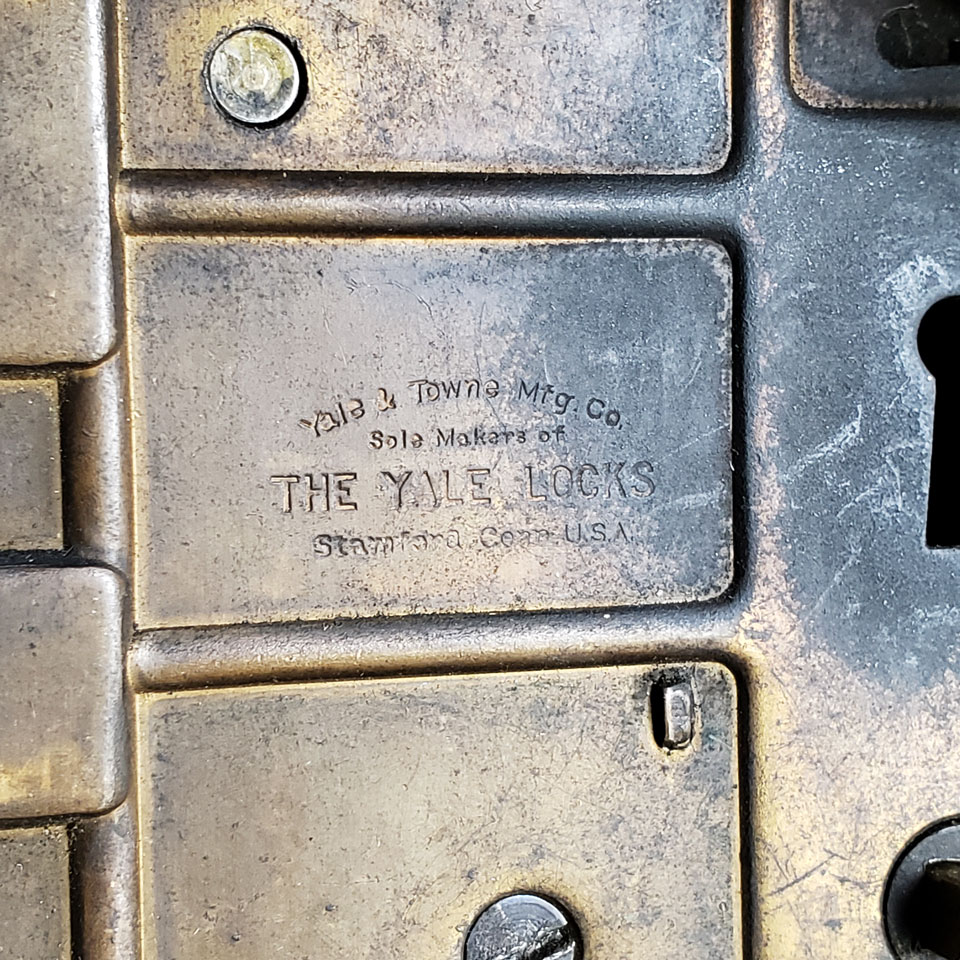 Yale & Towne Mfg. Co.
Sole Makers of
THE YALE LOCKS
Stamford Conn U.S.A.